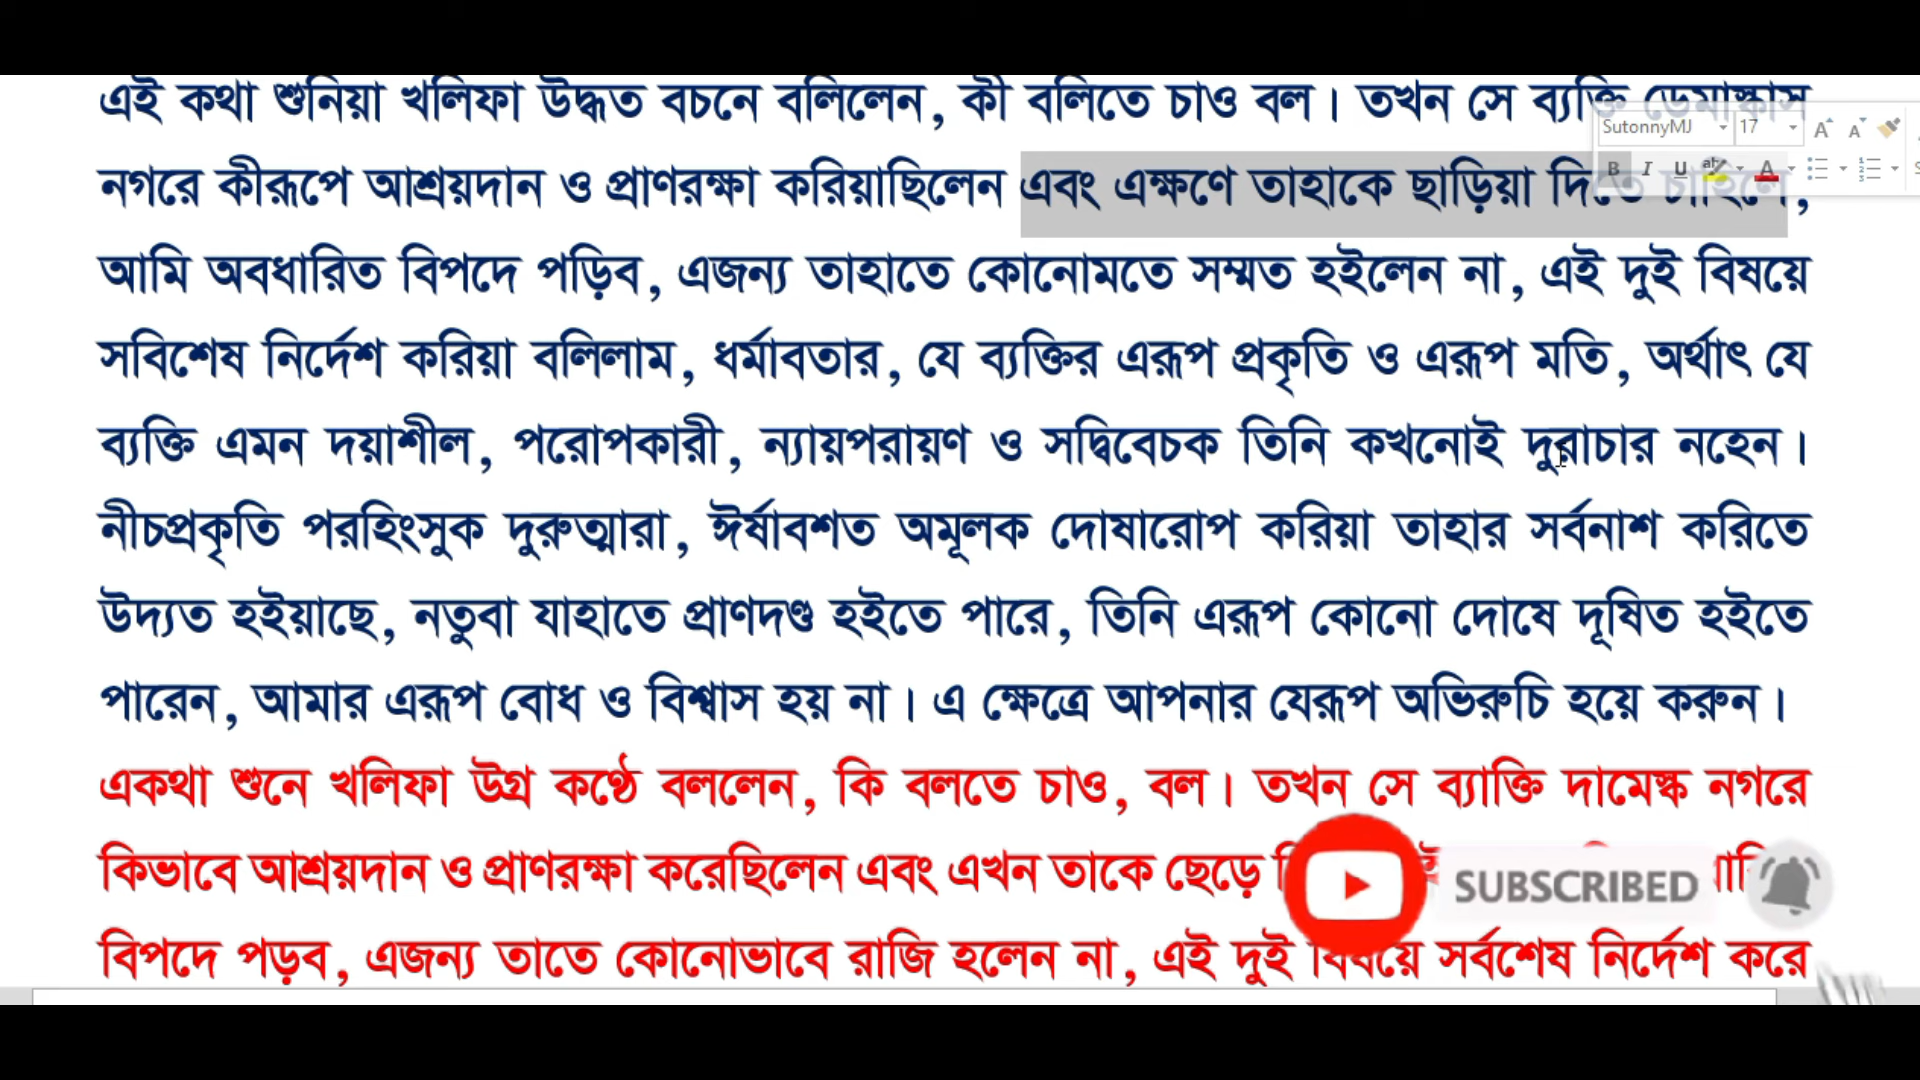 এই কথা শুনিয়া খলিফা উদ্ধত বচনে বলিলেন, কী বলিতে চাও বল। তখন সে ব্যক্তি ডেমাস্কাস
SutonnyMJ 17
নগরে কীরূপে আশ্রয়দান ও প্রাণরক্ষা করিয়াছিলেন এবং এক্ষণে তাহাকে ছাড়িয়া দিতে চাহিলে,
আমি অবধারিত বিপদে পড়িব, এজন্য তাহাতে কোনোমতে সম্মত হইলেন না, এই দুই বিষয়ে
সবিশেষ নির্দেশ করিয়া বলিলাম, ধর্মাবতার, যে ব্যক্তির এরূপ প্রকৃতি ও এরূপ মতি, অর্থাৎ যে
ব্যক্তি এমন দয়াশীল, পরোপকারী, ন্যায়পরায়ণ ও সদ্বিবেচক তিনি কখনোই দুরাচার নহেন।
নীচপ্রকৃতি পরহিংসুক দুরুত্মারা, ঈর্ষাবশত অমূলক দোষারোপ করিয়া তাহার সর্বনাশ করিতে
উদ্যত হইয়াছে, নতুবা যাহাতে প্রাণদণ্ড হইতে পারে, তিনি এরূপ কোনো দোষে দূষিত হইতে
পারেন, আমার এরূপ বোধ ও বিশ্বাস হয় না। এ ক্ষেত্রে আপনার যেরূপ অভিরুচি হয়ে করুন।
একথা শুনে খলিফা উগ্র কণ্ঠে বললেন, কি বলতে চাও, বল। তখন সে ব্যাক্তি দামেস্ক নগরে
কিভাবে আশ্রয়দান ও প্রাণরক্ষা করেছিলেন এবং এখন তাকে ছেড়ে
SUBSCRIBED
বিপদে পড়ব, এজন্য তাতে কোনোভাবে রাজি হলেন না, এই দুই বিষয়ে সর্বশেষ নির্দেশ করে